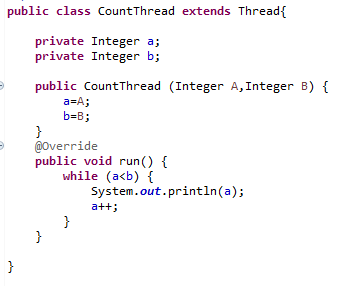 public class CountThread extends Thread{
private Integer a;
private Integer b;
public CountThread (Integer A,Integer B) {
a=A;
b=B;
}
@Override
public void run() {
while (a<b) {
System.out.println(a);
a++;
}
}
}